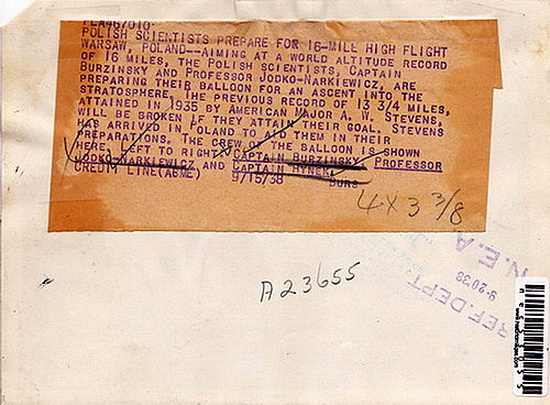 PLA467010
POLISH SCIENTISTS PREPARE FOR 16-MILE HIGH FLIGHT
WARSAW, POLAND--AIMING AT A WORLD ALTITUDE RECORD
OF 16 MILES, THE POLISH SCIENTISTS, CAPTAIN
BURZINSKY AND PROFESSOR JODKO-NARKIEWICZ, ARE
PREPARING THEIR BALLOON FOR AN ASCENT INTO THE
STRATOSPHERE. THE PREVIOUS RECORD OF 13 3/4 MILES,
ATTAINED IN 1935 BY AMERICAN MAJOR A. W. STEVENS,
WILL BE BROKEN IF THEY ATTAIN THEIR GOAL. STEVENS
HAS ARRIVED IN POLAND TO AID THEM IN THEIR
PREPARATIONS. THE CREW OF THE BALLOON IS SHOWN
HERE, LEFT TO RIGHT, CAPTAIN BURZINSKY, PROFESSOR
JODKO-NARKIEWICZ AND CAPTAIN HYNEK.
CREDIT LINE(ACME) 9/15/38 BURS
4 X 3 3/8
A23655
N.E.A
9-20'38
REF. DEPT